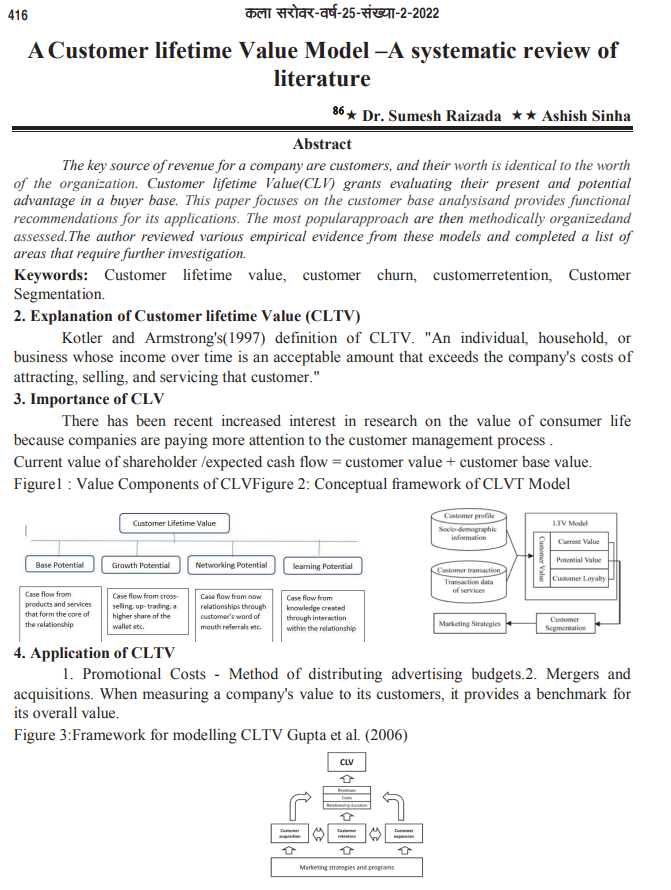 416
कला सरोवर-वर्ष-25-संख्या-2-2022
A Customer lifetime Value Model –A systematic review of
literature
86★ Dr. Sumesh Raizada ★★ Ashish Sinha
Abstract
The key source of revenue for a company are customers, and their worth is identical to the worth
of the organization. Customer lifetime Value(CLV) grants evaluating their present and potential
advantage in a buyer base. This paper focuses on the customer base analysisand provides functional
recommendations for its applications. The most popularapproach are then methodically organizedand
assessed.The author reviewed various empirical evidence from these models and completed a list of
areas that require further investigation.
Keywords: Customer lifetime value, customer churn, customerretention, Customer
Segmentation.
2. Explanation of Customer lifetime Value (CLTV)
Kotler and Armstrong's(1997) definition of CLTV. "An individual, household, or
business whose income over time is an acceptable amount that exceeds the company's costs of
attracting, selling, and servicing that customer."
3. Importance of CLV
There has been recent increased interest in research on the value of consumer life
because companies are paying more attention to the customer management process .
Current value of shareholder /expected cash flow = customer value + customer base value.
Figure1 : Value Components of CLVFigure 2: Conceptual framework of CLVT Model
Customer Lifetime Value
Base Potential
Growth Potential
Networking Potential
learning Potential
Case flow from
products and services
that form the core of
the relationship
Case flow from cross-
selling, up- trading, a
higher share of the
wallet etc.
Case flow from now
relationships through
customer's word of
mouth referrals etc.
Case flow from
knowledge created
through interaction
within the relationship
Customer profile
Socio-demographic
information
Customer transaction
Transaction data
of services
LTV Model
Customer Value
Current Value
Potential Value
Customer Loyalty
Marketing Strategies
Customer
Segmentation
4. Application of CLTV
1. Promotional Costs - Method of distributing advertising budgets.2. Mergers and
acquisitions. When measuring a company's value to its customers, it provides a benchmark for
its overall value.
Figure 3:Framework for modelling CLTV Gupta et al. (2006)
CLV
Revenues
Costs
Relationship duration
Customer
acquisition
Customer
retention
Customer
expansion
Marketing strategies and programs